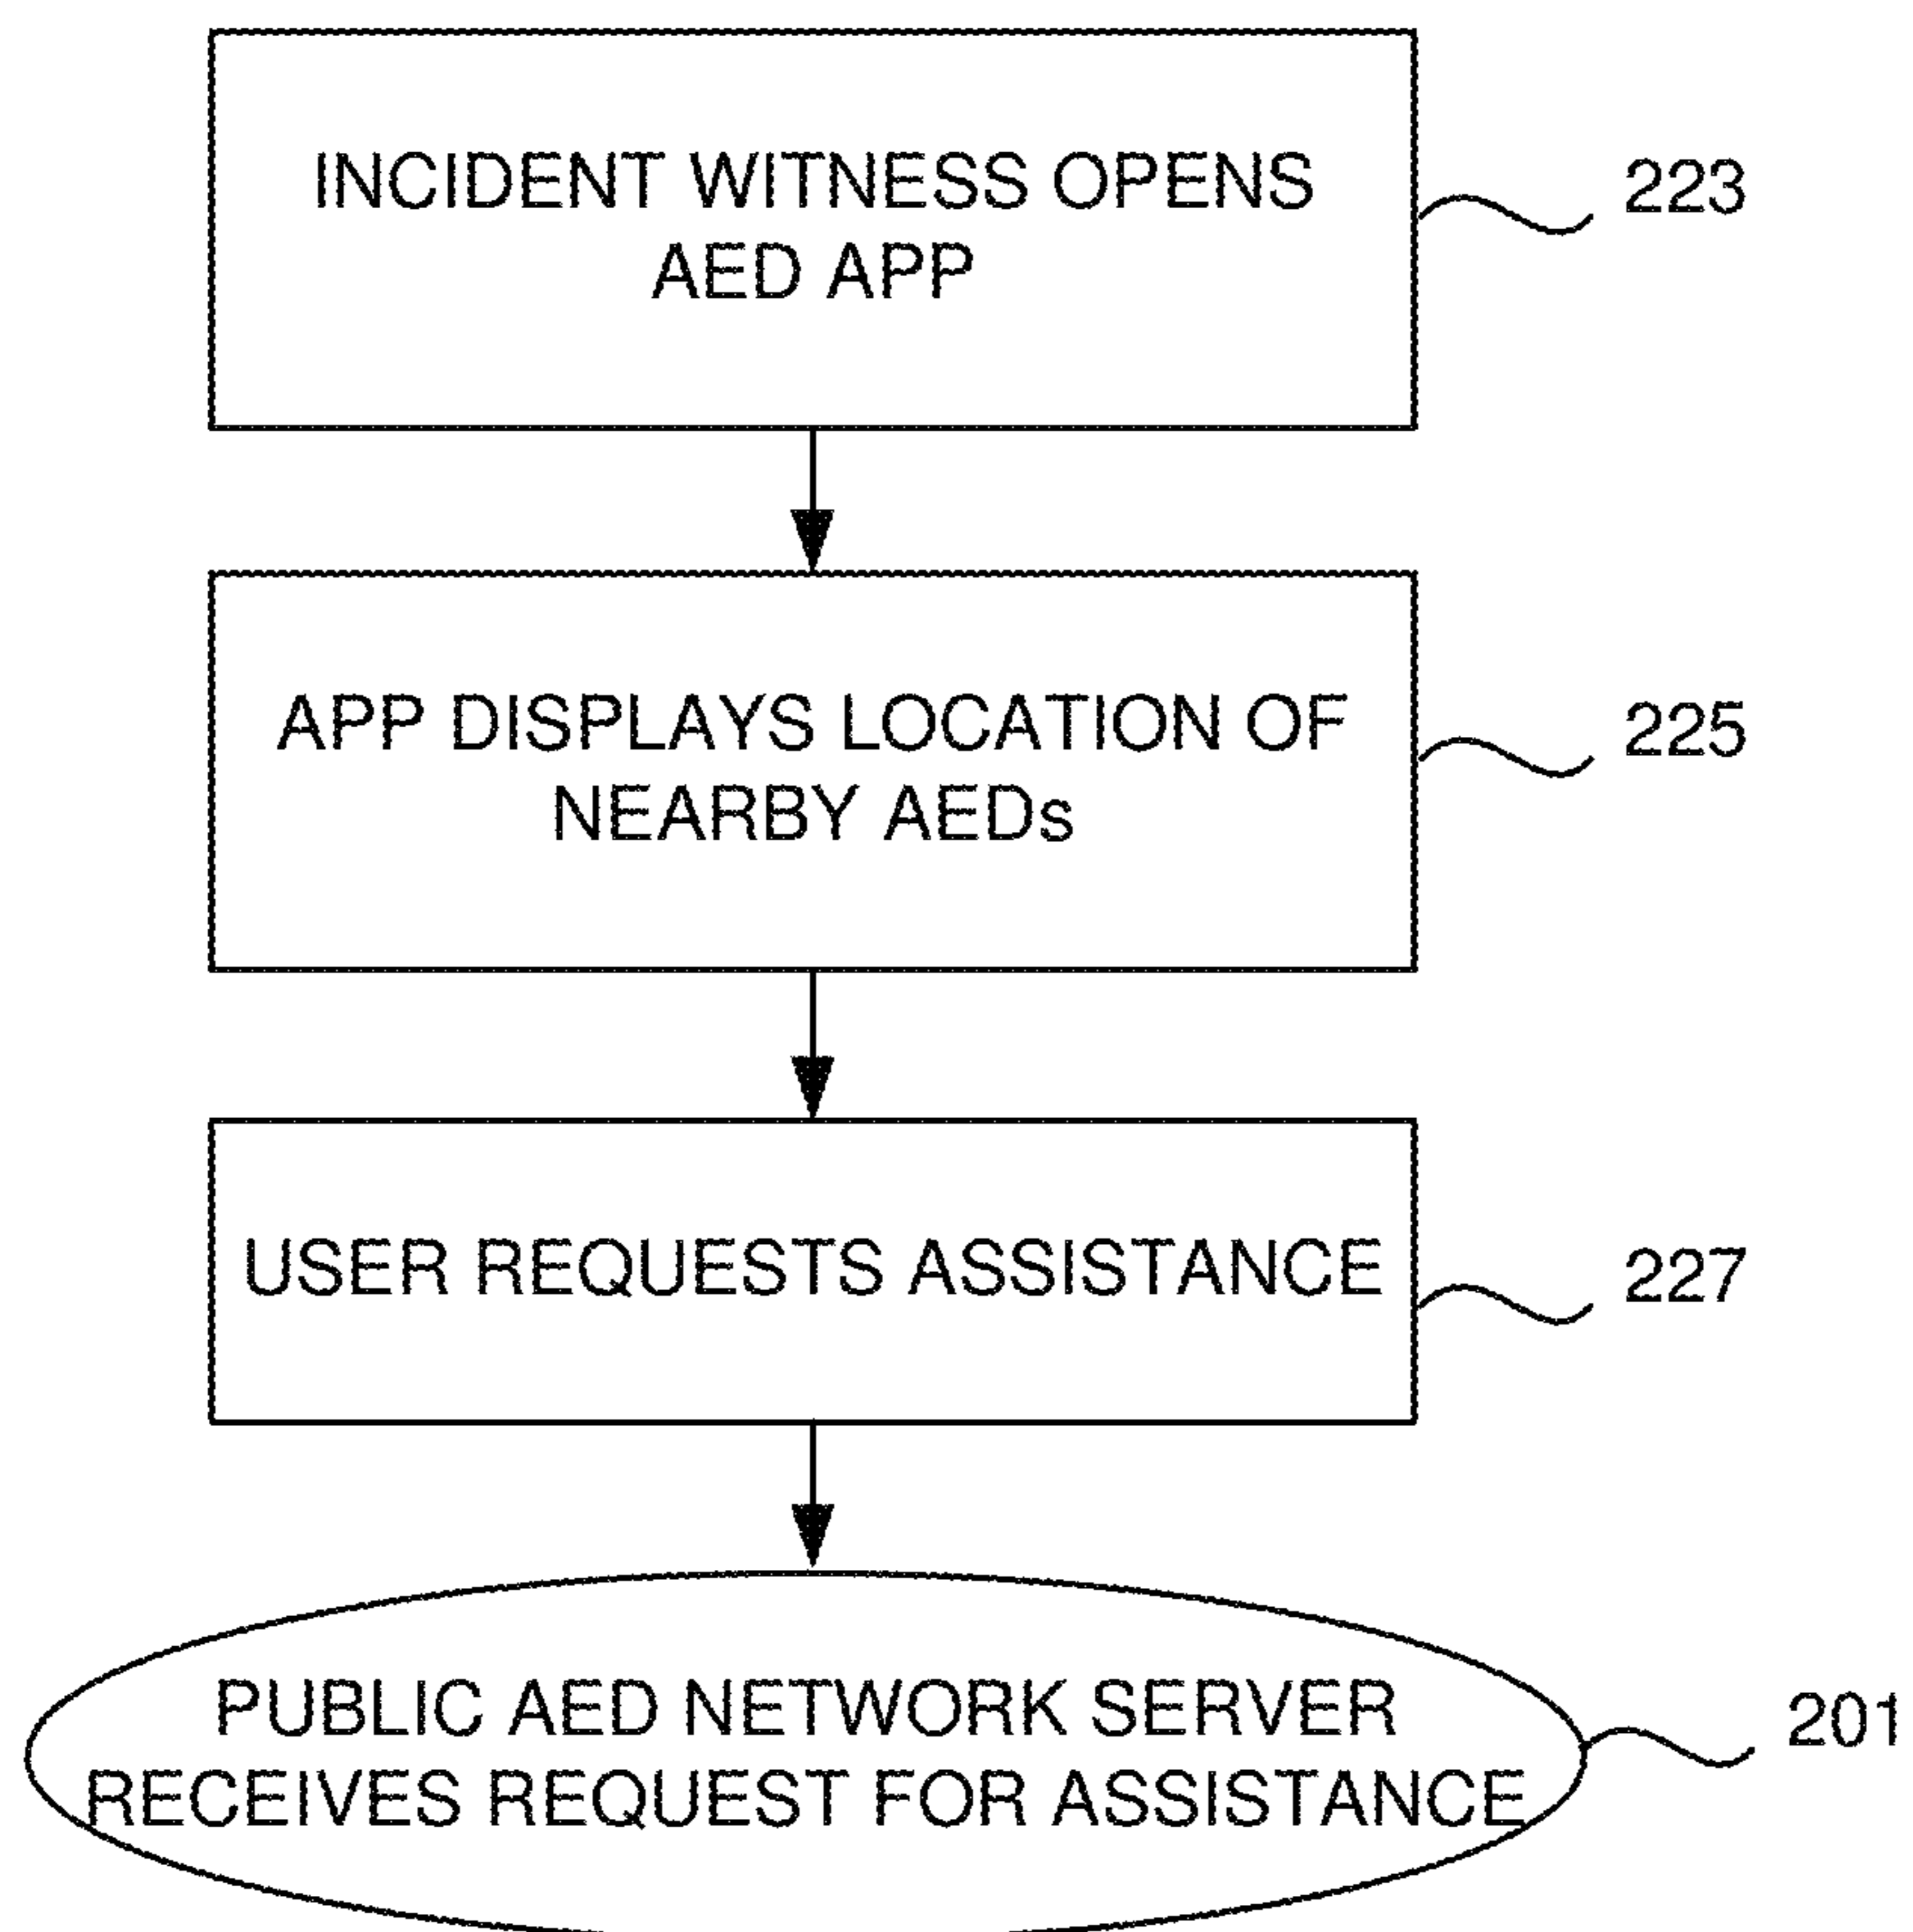 INCIDENT WITNESS OPENS
AED APP
223
APP DISPLAYS LOCATION OF
NEARBY AEDs
225
USER REQUESTS ASSISTANCE
227
PUBLIC AED NETWORK SERVER
RECEIVES REQUEST FOR ASSISTANCE
201